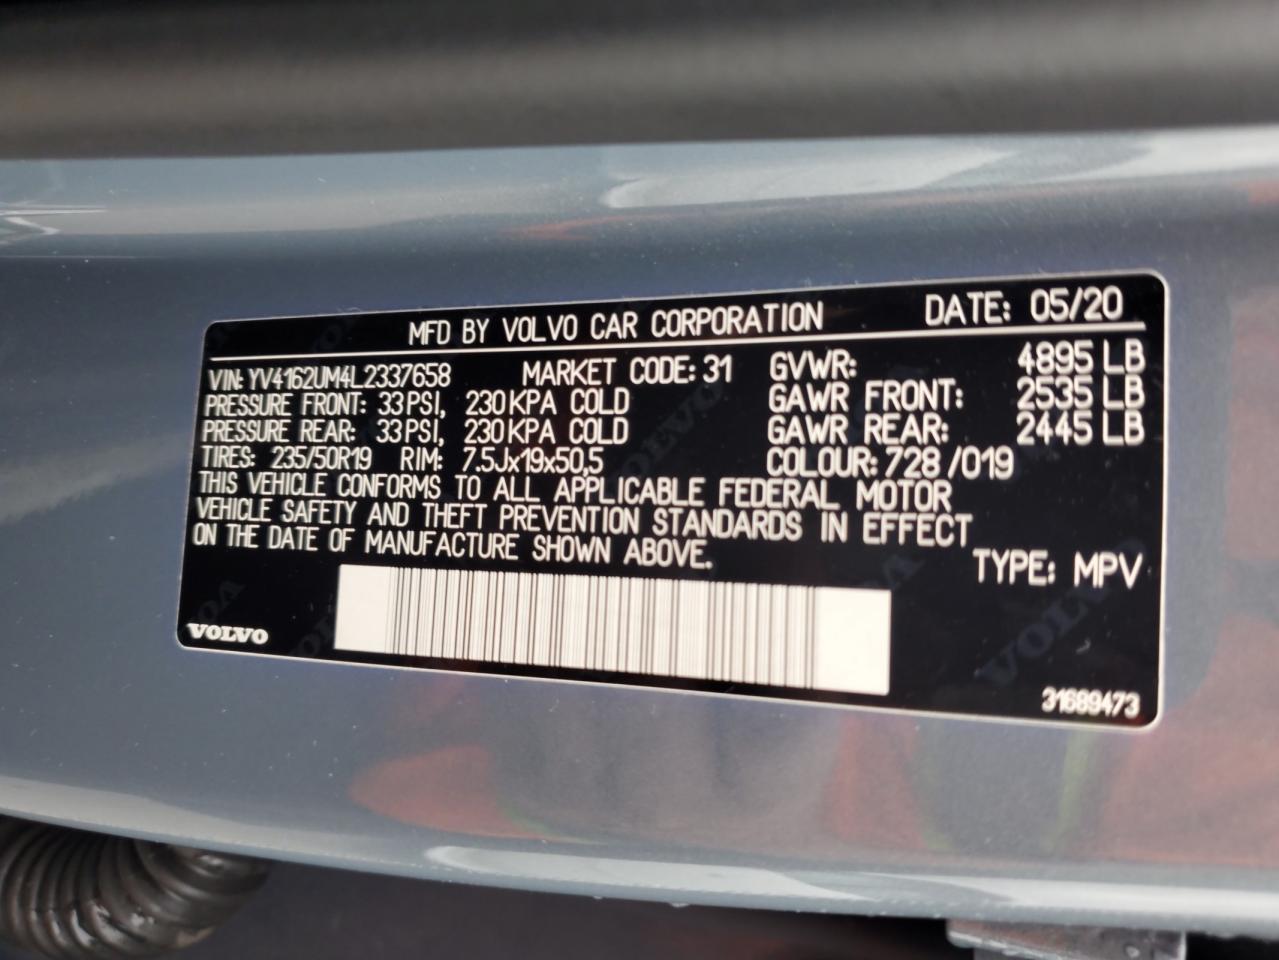 MFD BY VOLVO CAR CORPORATION DATE: 05/20
VIN: YV4162UM4L2337658 MARKET CODE: 31 GVWR: 4895 LB
PRESSURE FRONT: 33PSI, 230KPA COLD GAWR FRONT: 2535 LB
PRESSURE REAR: 33PSI, 230KPA COLD GAWR REAR: 2445 LB
TIRES: 235/50R19 RIM: 7.5Jx19x50,5 COLOUR: 728/019
THIS VEHICLE CONFORMS TO ALL APPLICABLE FEDERAL MOTOR
VEHICLE SAFETY AND THEFT PREVENTION STANDARDS IN EFFECT
ON THE DATE OF MANUFACTURE SHOWN ABOVE.
TYPE: MPV
VOLVO
31689473